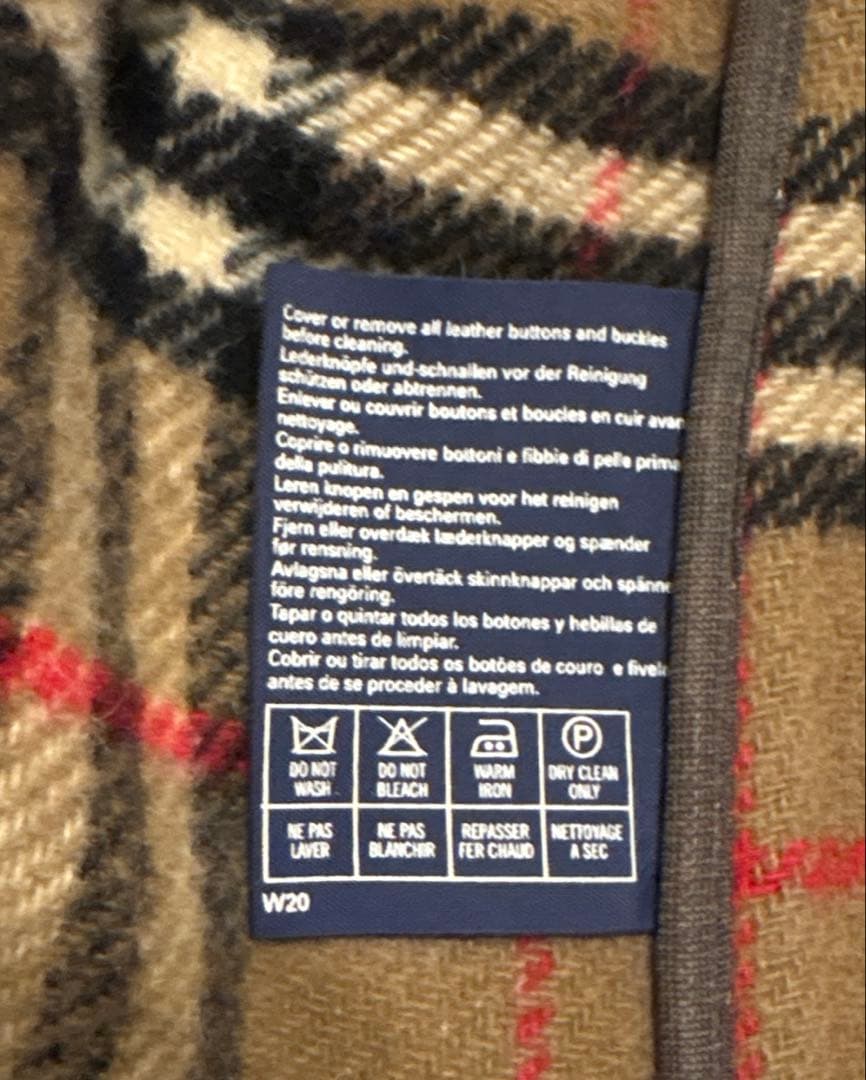 Cover or remove all leather buttons and buckles
before cleaning.
Lederknöpfe und-schnallen vor der Reinigung
schützen oder abtrennen.
Enlever ou couvrir boutons et boucles en cuir avan
nettoyage.
Coprire o rimuovere bottoni e fibbie di pelle prima
della pulitura.
Leren knopen en gespen voor het reinigen
verwijderen of beschermen.
Fjern eller overdæk læderknapper og spænder
før rensning.
Avlagsna eller övertäck skinnknappar och spänne
före rengöring.
Tapar o quintar todos los botones y hebillas de
cuero antes de limpiar.
Cobrir ou tirar todos os botões de couro e fivela
antes de se proceder à lavagem.
P
DO NOT WASH
DO NOT BLEACH
WARM IRON
DRY CLEAN ONLY
NE PAS LAVER
NE PAS BLANCHIR
REPASSER FER CHAUD
NETTOYAGE A SEC
W20